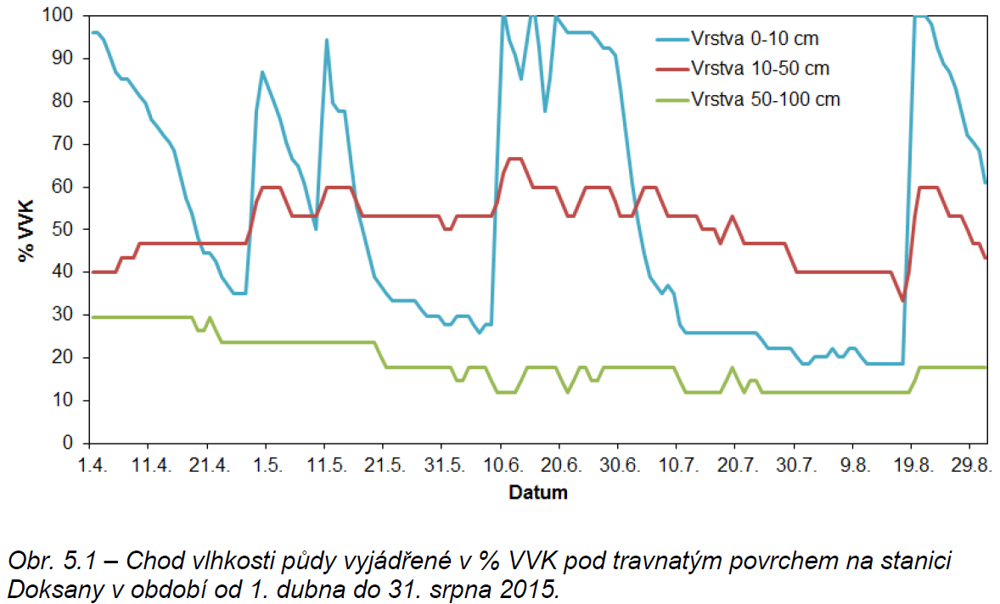 100
90
80
70
60
50
40
30
20
10
0
% VVK
Vrstva 0-10 cm
Vrstva 10-50 cm
Vrstva 50-100 cm
1.4. 11.4. 21.4. 1.5. 11.5. 21.5. 31.5. 10.6. 20.6. 30.6. 10.7. 20.7. 30.7. 9.8. 19.8. 29.8.
Datum
Obr. 5.1 – Chod vlhkosti půdy vyjádřené v % VVK pod travnatým povrchem na stanici
Doksany v období od 1. dubna do 31. srpna 2015.